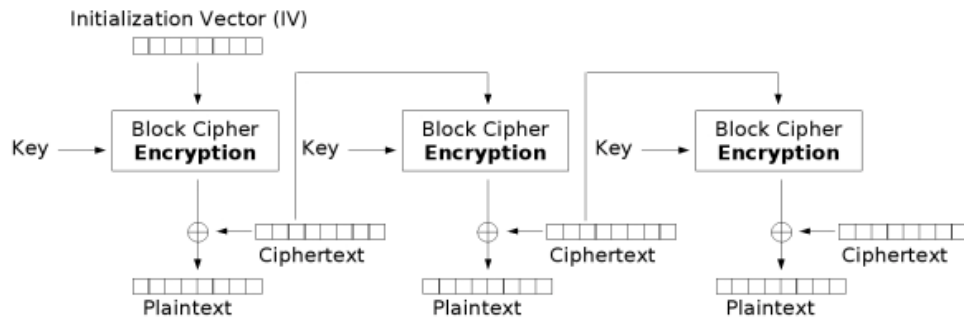 Initialization Vector (IV)
Key
Block Cipher
Encryption
Key
Block Cipher
Encryption
Key
Block Cipher
Encryption
Ciphertext
Ciphertext
Ciphertext
Plaintext
Plaintext
Plaintext